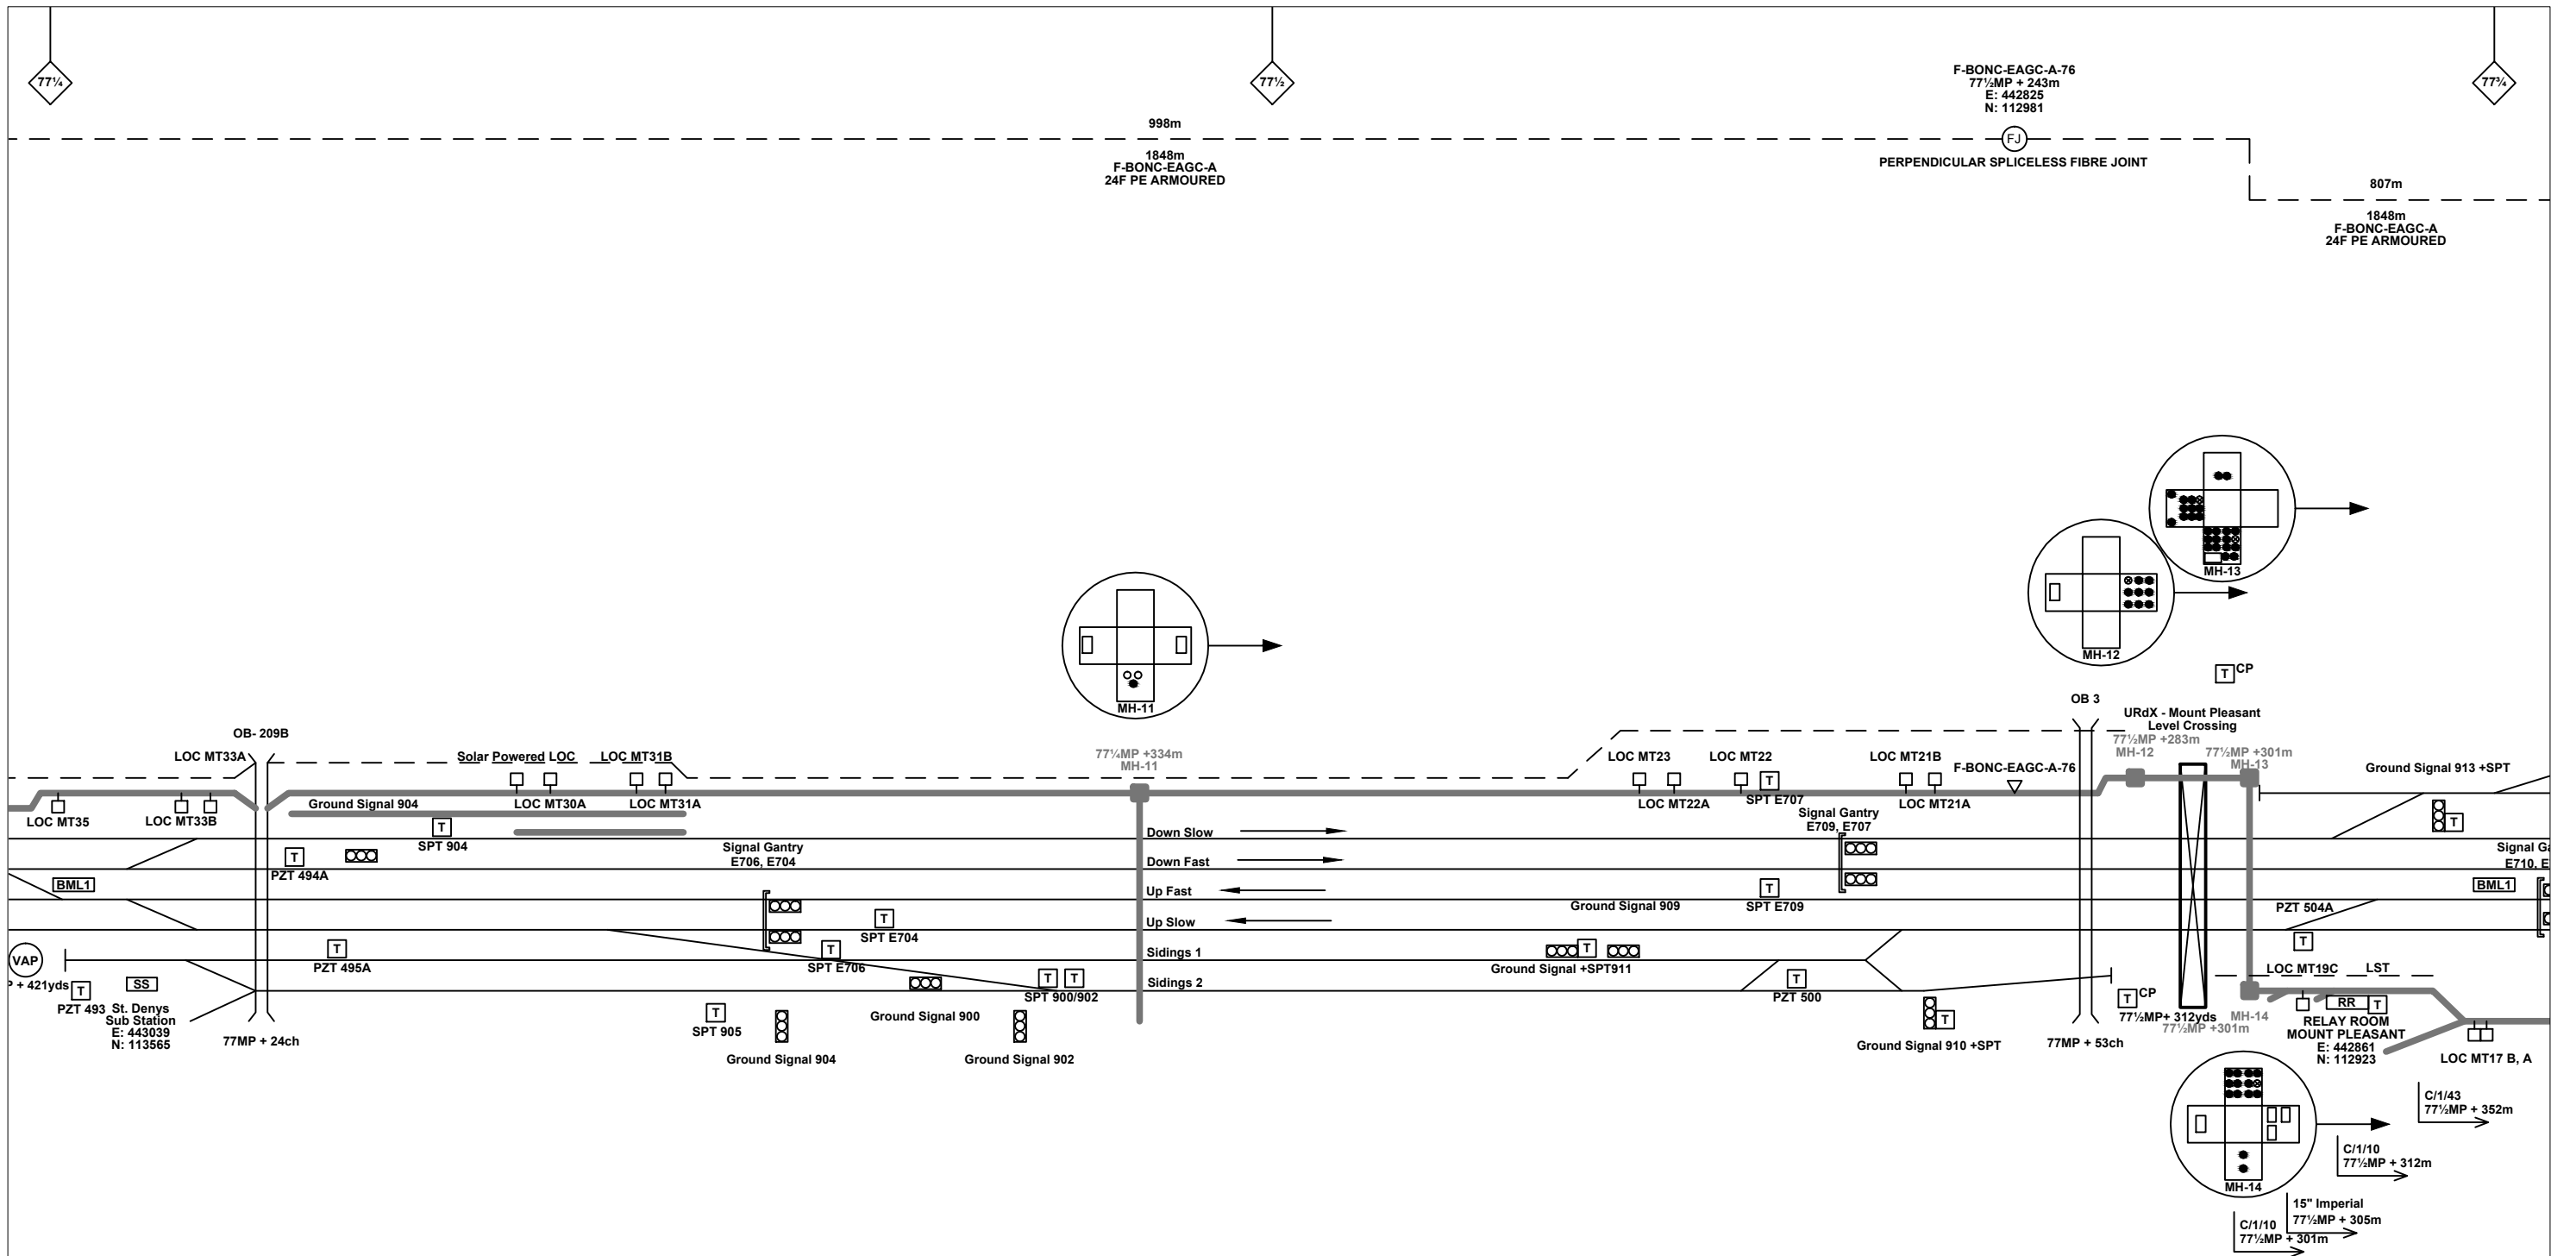 77¼
77½
77¾
F-BONC-EAGC-A-76
77½MP + 243m
E: 442825
N: 112981
998m
FJ
1848m
F-BONC-EAGC-A
24F PE ARMOURED
PERPENDICULAR SPLICELESS FIBRE JOINT
807m
1848m
F-BONC-EAGC-A
24F PE ARMOURED
MH-13
MH-12
MH-11
T CP
OB 3
URdX - Mount Pleasant
Level Crossing
OB- 209B
LOC MT33A
Solar Powered LOC
LOC MT31B
77¼MP +334m
MH-11
LOC MT23
LOC MT22
LOC MT21B
F-BONC-EAGC-A-76
77½MP +283m
MH-12
77½MP +301m
MH-13
Ground Signal 913 +SPT
T
LOC MT35
LOC MT33B
Ground Signal 904
LOC MT30A
LOC MT31A
LOC MT22A
SPT E707
LOC MT21A
T
SPT 904
Down Slow
Signal Gantry
E709, E707
T
T
PZT 494A
Signal Gantry
E706, E704
Down Fast
Signal Ga
E710, E
BML1
Up Fast
Ground Signal 909
T
SPT E709
BML1
T
SPT E704
Up Slow
PZT 504A
T
VAP
T
PZT 495A
T
SPT E706
Sidings 1
T
Ground Signal +SPT911
LOC MT19C
LST
P + 421yds
T
PZT 493
SS
St. Denys
Sub Station
E: 443039
N: 113565
T
T
SPT 900/902
Sidings 2
T
PZT 500
T CP
77½MP+ 312yds
77½MP +301m
MH-14
RR
T
RELAY ROOM
MOUNT PLEASANT
E: 442861
N: 112923
77MP + 24ch
T
SPT 905
Ground Signal 900
T
Ground Signal 904
Ground Signal 902
Ground Signal 910 +SPT
77MP + 53ch
LOC MT17 B, A
MH-14
C/1/43
77½MP + 352m
C/1/10
77½MP + 312m
15" Imperial
77½MP + 305m
C/1/10
77½MP + 301m